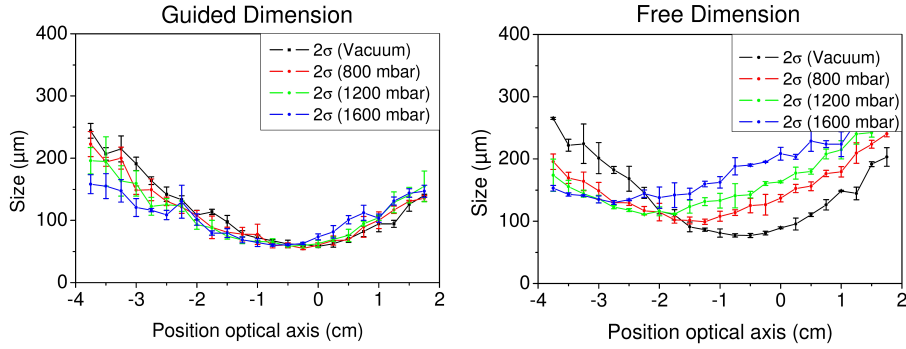 Guided Dimension
400
300
200
100
0
Size (µm)
2σ (Vacuum)
2σ (800 mbar)
2σ (1200 mbar)
2σ (1600 mbar)
-4 -3 -2 -1 0 1 2
Position optical axis (cm)
Free Dimension
400
300
200
100
0
Size (µm)
2σ (Vacuum)
2σ (800 mbar)
2σ (1200 mbar)
2σ (1600 mbar)
-4 -3 -2 -1 0 1 2
Position optical axis (cm)